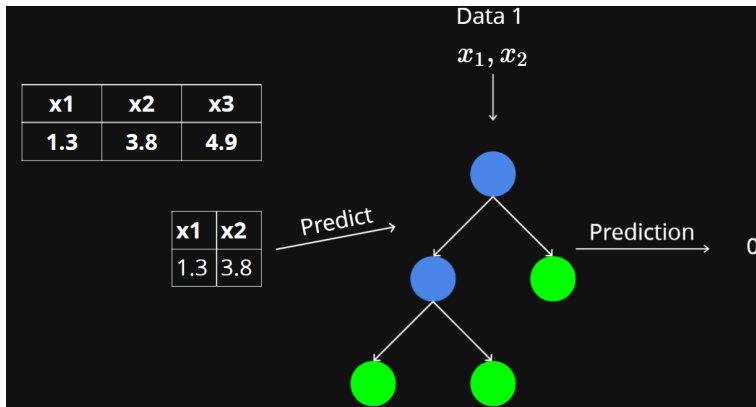 Data 1
x₁, x₂
x1 x2 x3
1.3 3.8 4.9
Predict
x1 x2
1.3 3.8
Prediction
0